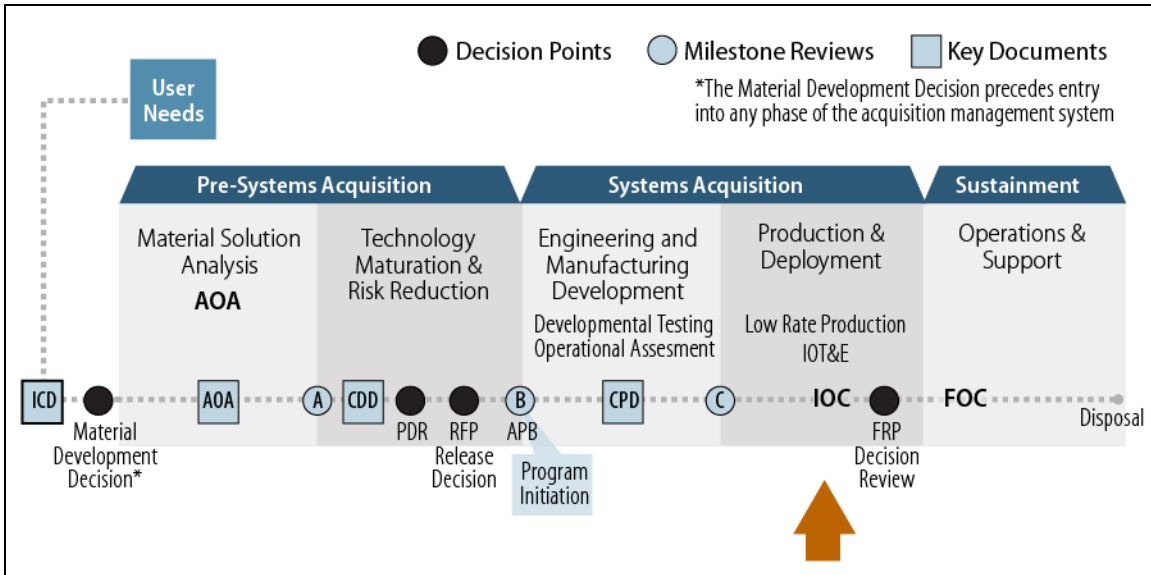 Decision Points
Milestone Reviews
Key Documents
*The Material Development Decision precedes entry
into any phase of the acquisition management system
User
Needs
Pre-Systems Acquisition
Systems Acquisition
Sustainment
Material Solution
Analysis
AOA
Technology
Maturation &
Risk Reduction
Engineering and
Manufacturing
Development
Developmental Testing
Operational Assesment
Production &
Deployment
Low Rate Production
IOT&E
Operations &
Support
ICD
AOA
A
CDD
B
CPD
C
IOC
FOC
Disposal
Material
Development
Decision*
PDR
RFP
Release
Decision
APB
Program
Initiation
FRP
Decision
Review